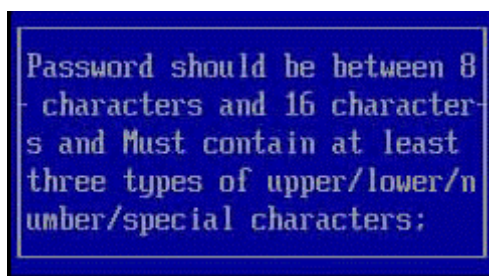 Password should be between 8
- characters and 16 character-
s and Must contain at least
three types of upper/lower/n
umber/special characters;